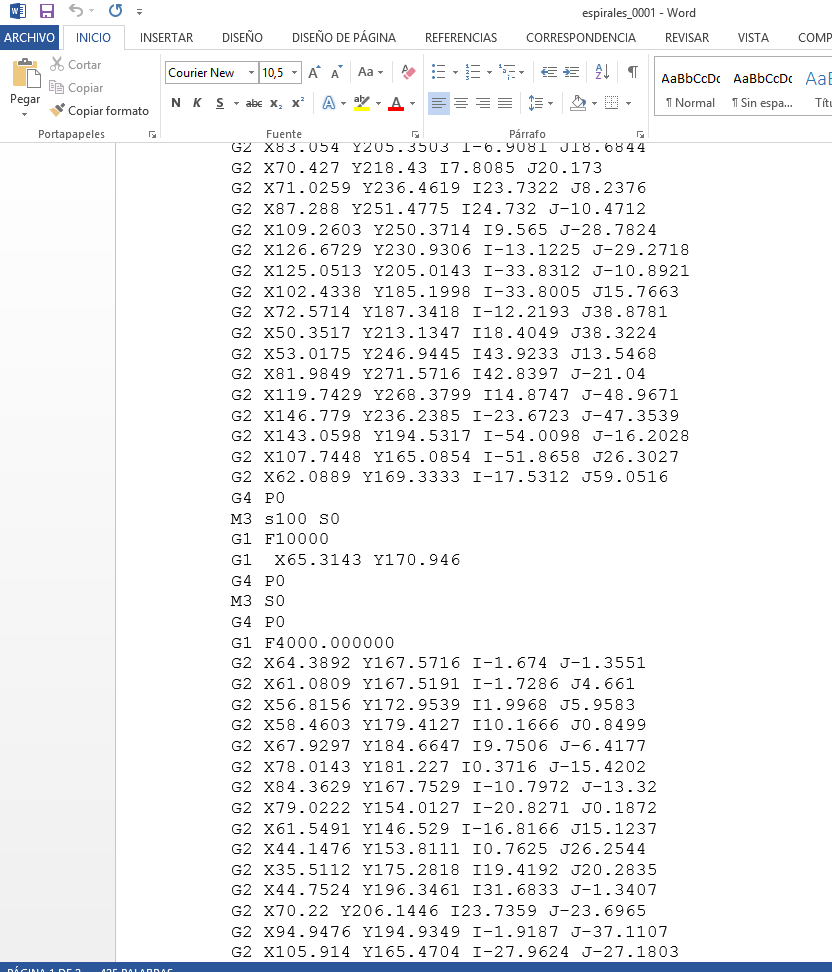 espirales_0001 - Word
ARCHIVO INICIO INSERTAR DISEÑO DISEÑO DE PÁGINA REFERENCIAS CORRESPONDENCIA REVISAR VISTA COMP
Pegar
Cortar
Copiar
Copiar formato
Portapapeles
Courier New 10,5
Aa
N K S abc x₂ x²
Fuente
Párrafo
AaBbCcDc AaBbCcDc AaB
¶ Normal ¶ Sin espa... Títu
G2 X83.054 Y205.3503 I-6.9081 J18.6844
G2 X70.427 Y218.43 I7.8085 J20.173
G2 X71.0259 Y236.4619 I23.7322 J8.2376
G2 X87.288 Y251.4775 I24.732 J-10.4712
G2 X109.2603 Y250.3714 I9.565 J-28.7824
G2 X126.6729 Y230.9306 I-13.1225 J-29.2718
G2 X125.0513 Y205.0143 I-33.8312 J-10.8921
G2 X102.4338 Y185.1998 I-33.8005 J15.7663
G2 X72.5714 Y187.3418 I-12.2193 J38.8781
G2 X50.3517 Y213.1347 I18.4049 J38.3224
G2 X53.0175 Y246.9445 I43.9233 J13.5468
G2 X81.9849 Y271.5716 I42.8397 J-21.04
G2 X119.7429 Y268.3799 I14.8747 J-48.9671
G2 X146.779 Y236.2385 I-23.6723 J-47.3539
G2 X143.0598 Y194.5317 I-54.0098 J-16.2028
G2 X107.7448 Y165.0854 I-51.8658 J26.3027
G2 X62.0889 Y169.3333 I-17.5312 J59.0516
G4 P0
M3 s100 S0
G1 F10000
G1  X65.3143 Y170.946
G4 P0
M3 S0
G4 P0
G1 F4000.000000
G2 X64.3892 Y167.5716 I-1.674 J-1.3551
G2 X61.0809 Y167.5191 I-1.7286 J4.661
G2 X56.8156 Y172.9539 I1.9968 J5.9583
G2 X58.4603 Y179.4127 I10.1666 J0.8499
G2 X67.9297 Y184.6647 I9.7506 J-6.4177
G2 X78.0143 Y181.227 I0.3716 J-15.4202
G2 X84.3629 Y167.7529 I-10.7972 J-13.32
G2 X79.0222 Y154.0127 I-20.8271 J0.1872
G2 X61.5491 Y146.529 I-16.8166 J15.1237
G2 X44.1476 Y153.8111 I0.7625 J26.2544
G2 X35.5112 Y175.2818 I19.4192 J20.2835
G2 X44.7524 Y196.3461 I31.6833 J-1.3407
G2 X70.22 Y206.1446 I23.7359 J-23.6965
G2 X94.9476 Y194.9349 I-1.9187 J-37.1107
G2 X105.914 Y165.4704 I-27.9624 J-27.1803
PÁGINA 1 DE 2 425 PALABRAS